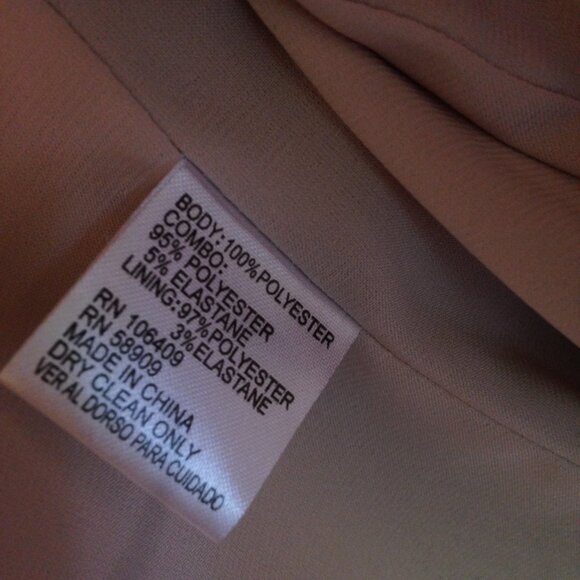 BODY: 100% POLYESTER
COMBO:
95% POLYESTER
5% ELASTANE
LINING: 97% POLYESTER
3% ELASTANE
RN 106409
RN 58909
MADE IN CHINA
DRY CLEAN ONLY
VER AL DORSO PARA CUIDADO